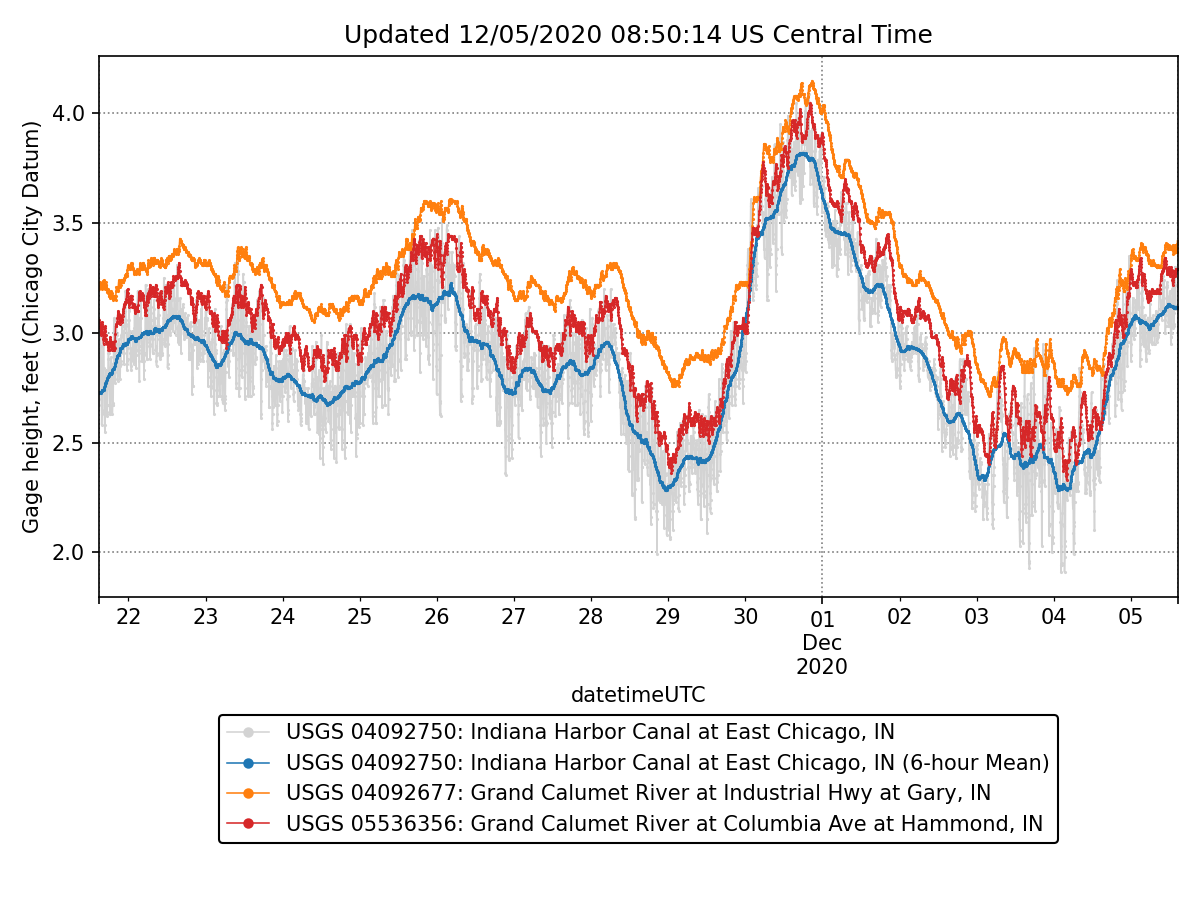 Updated 12/05/2020 08:50:14 US Central Time
Gage height, feet (Chicago City Datum)
4.0
3.5
3.0
2.5
2.0
22 23 24 25 26 27 28 29 30 01 02 03 04 05
Dec
2020
datetimeUTC
USGS 04092750: Indiana Harbor Canal at East Chicago, IN
USGS 04092750: Indiana Harbor Canal at East Chicago, IN (6-hour Mean)
USGS 04092677: Grand Calumet River at Industrial Hwy at Gary, IN
USGS 05536356: Grand Calumet River at Columbia Ave at Hammond, IN